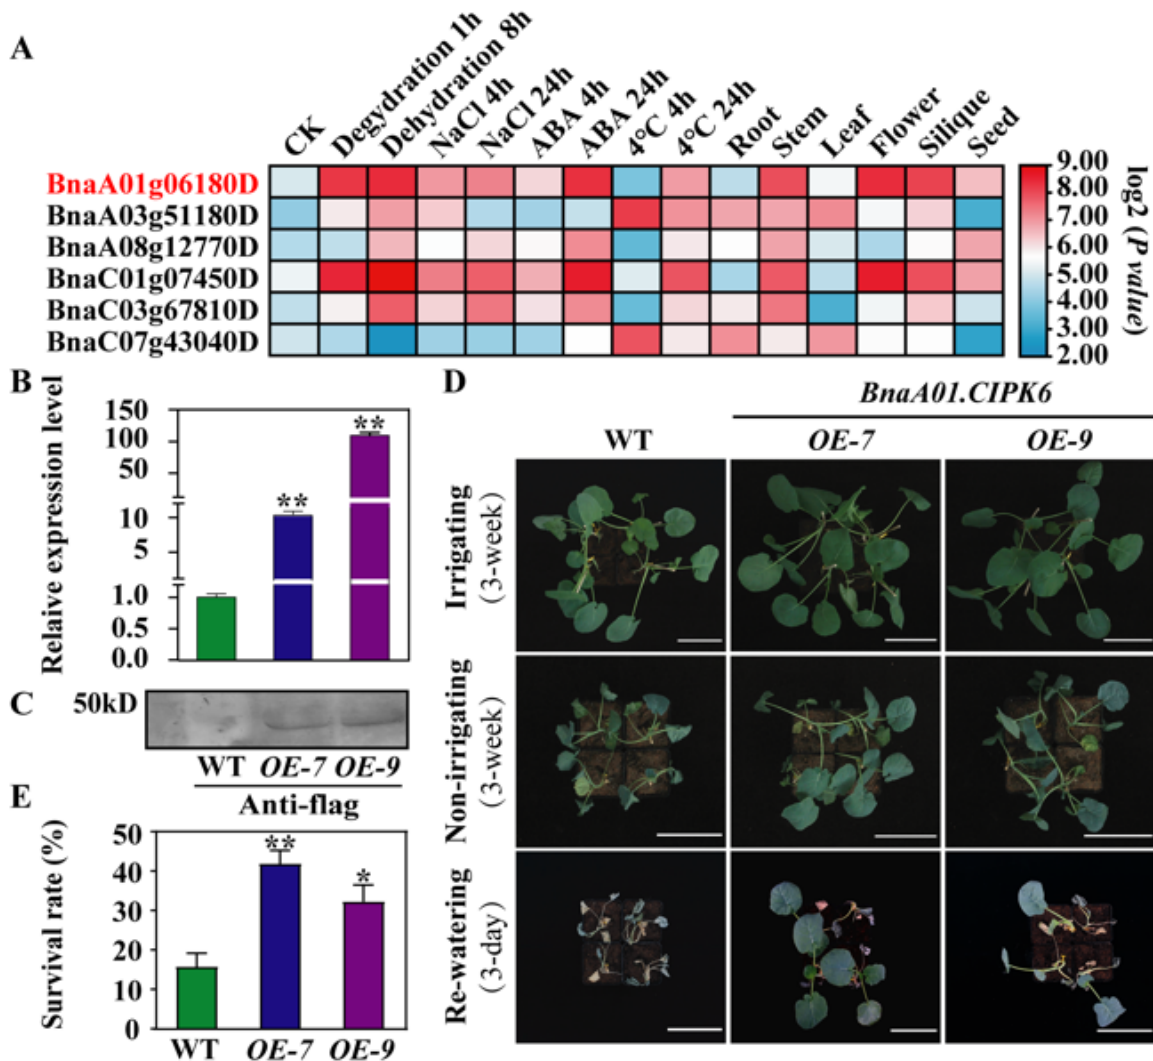 A
CK
Degydration 1h
Dehydration 8h
NaCl 4h
NaCl 24h
ABA 4h
ABA 24h
4°C 4h
4°C 24h
Root
Stem
Leaf
Flower
Silique
Seed
BnaA01g06180D
BnaA03g51180D
BnaA08g12770D
BnaC01g07450D
BnaC03g67810D
BnaC07g43040D
9.00
8.00
7.00
6.00
5.00
4.00
3.00
2.00
log2 (P value)
B
Relaive expression level
150
100
50
10
5
1.0
0.5
0.0
**
**
C
50kD
WT OE-7 OE-9
Anti-flag
E
Survival rate (%)
50
40
30
20
10
0
**
*
WT OE-7 OE-9
D
BnaA01.CIPK6
WT OE-7 OE-9
Irrigating
(3-week)
Non-irrigating
(3-week)
Re-watering
(3-day)